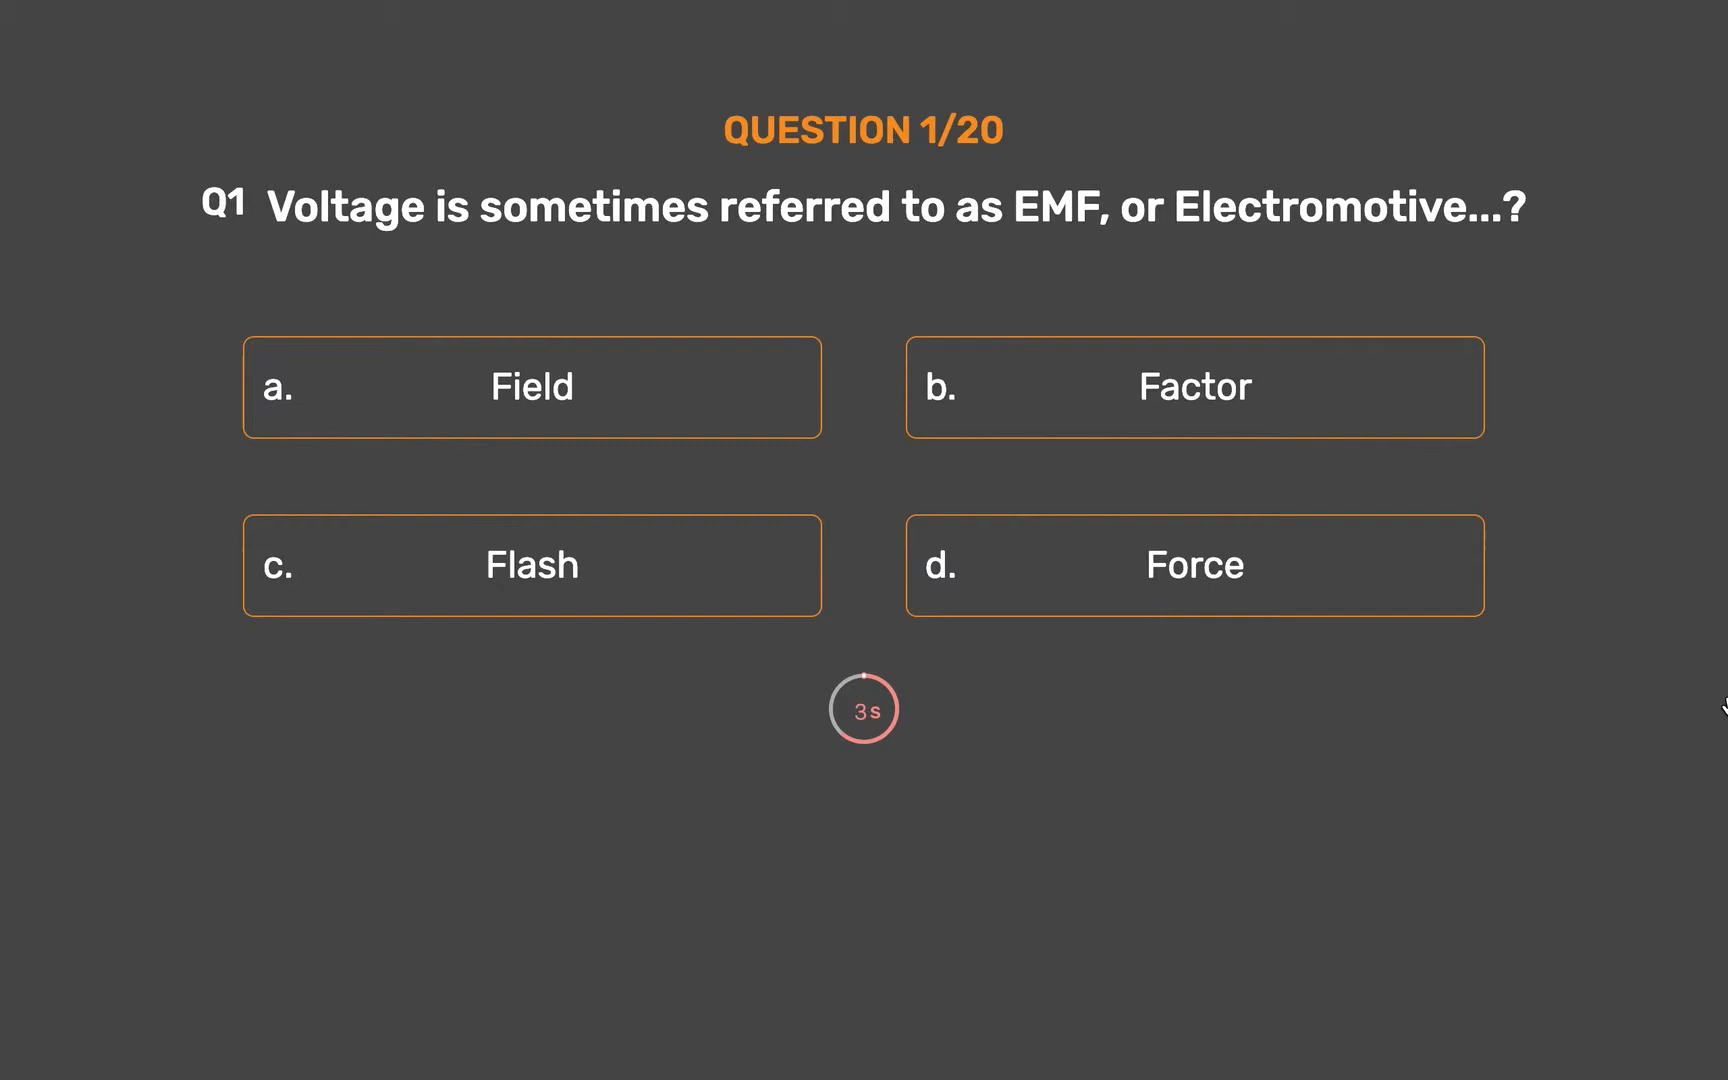 QUESTION 1/20
Q1 Voltage is sometimes referred to as EMF, or Electromotive...?
a. Field
b. Factor
c. Flash
d. Force
3s